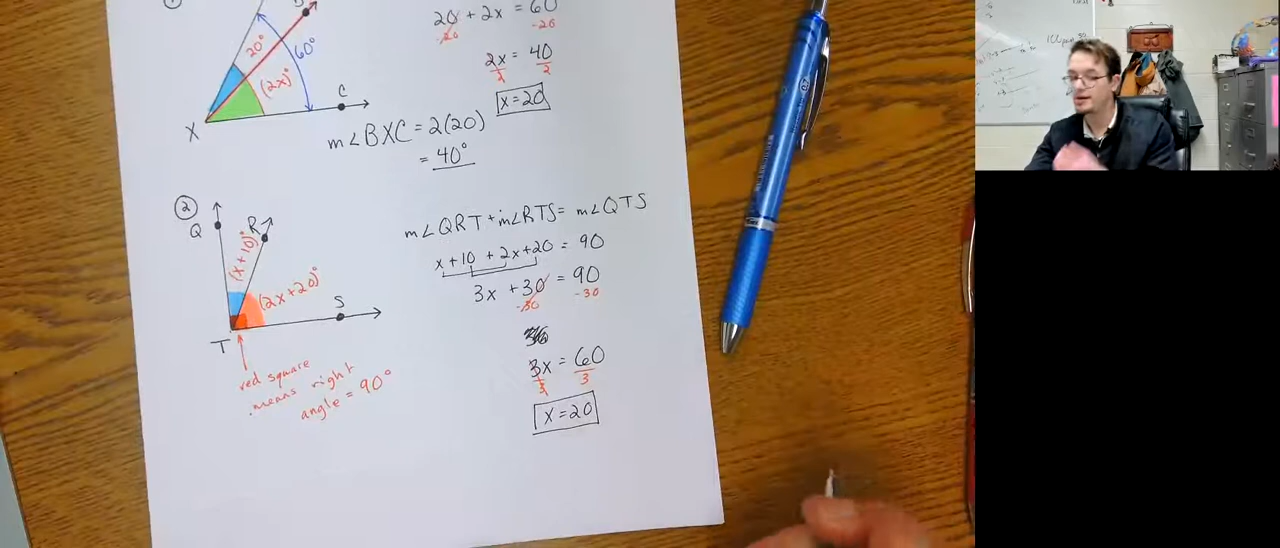 20 + 2x = 60
-20 -20
2x = 40
2 2
x = 20
20°
60°
(2x)°
C
X
m∠BXC = 2(20)
= 40°
2
Q
R
(x+10)°
(2x+20)°
S
T
red square
means right
angle = 90°
m∠QRT + m∠RTS = m∠QTS
x+10 + 2x+20 = 90
3x + 30 = 90
-30 -30
3x = 60
3 3
x = 20